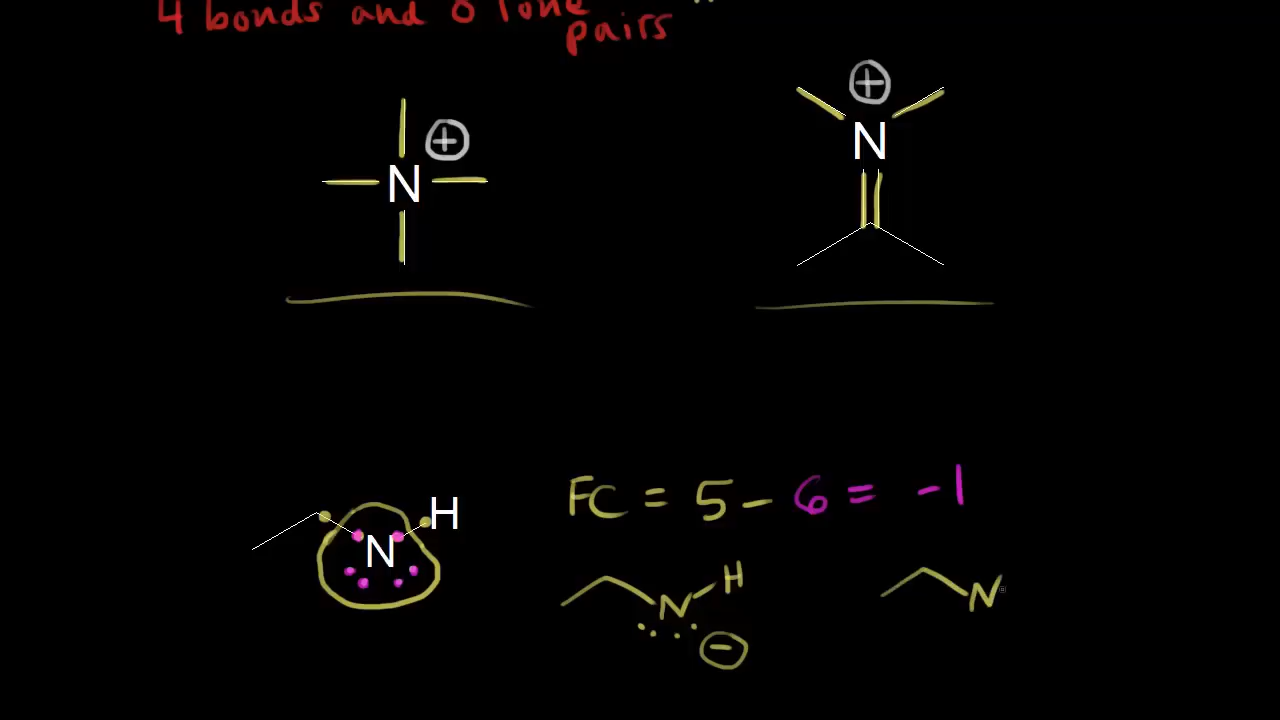 4 bonds and 0 lone
pairs
+
N
+
N
FC = 5 - 6 = -1
H
N
H
N
-
N